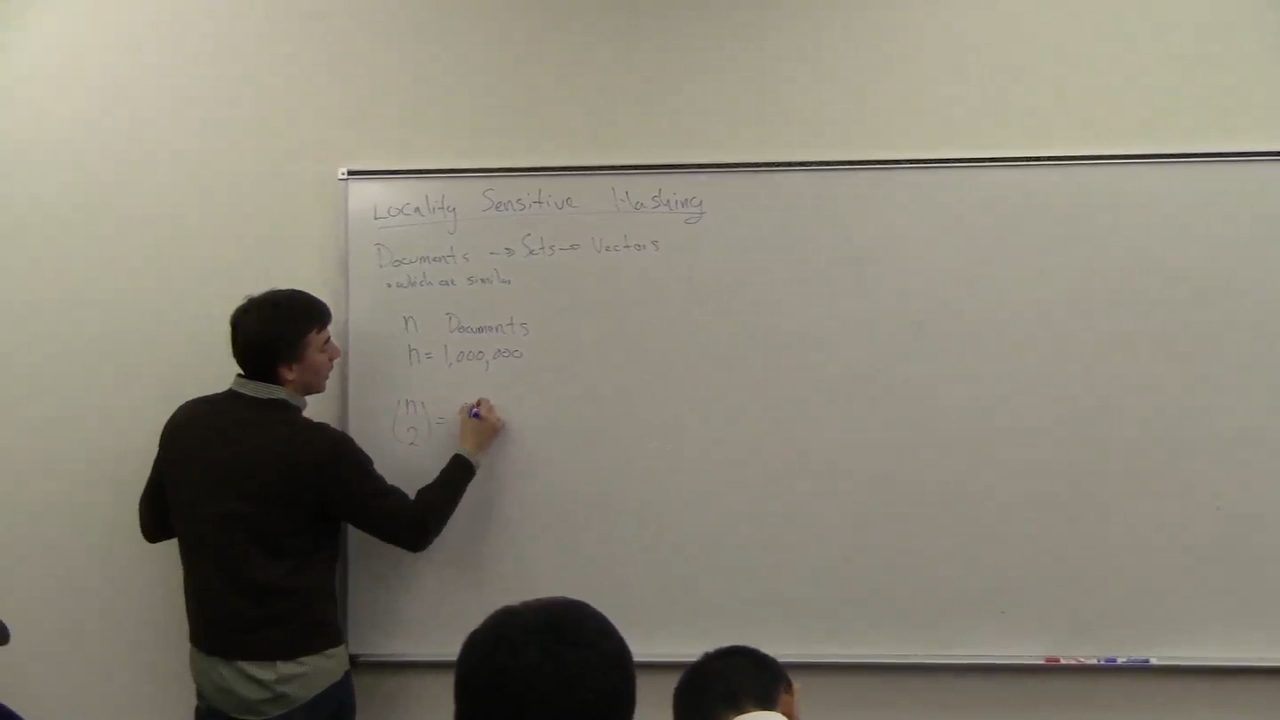 Locality Sensitive Hashing
Documents → Sets → Vectors
• which are similar
n Documents
n = 1,000,000
(n 2) =